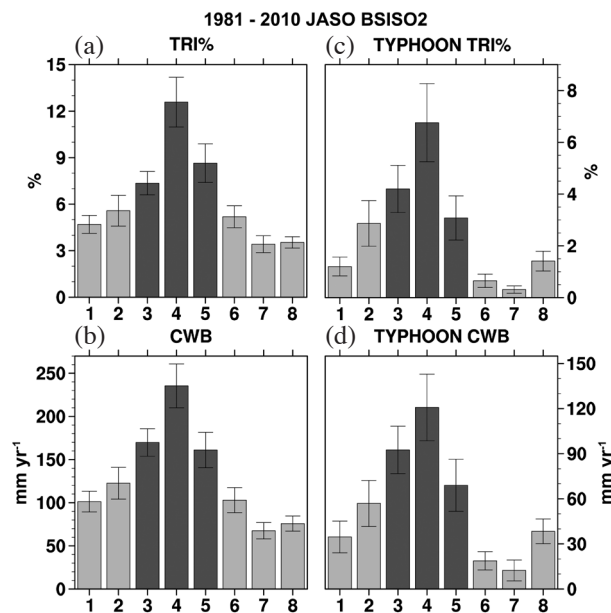 1981 - 2010 JASO BSISO2
(a) TRI%
15
12
9
6
3
0
%
1 2 3 4 5 6 7 8
(c) TYPHOON TRI%
8
6
4
2
0
%
1 2 3 4 5 6 7 8
(b) CWB
250
200
150
100
50
0
mm yr⁻¹
1 2 3 4 5 6 7 8
(d) TYPHOON CWB
150
120
90
60
30
0
mm yr⁻¹
1 2 3 4 5 6 7 8